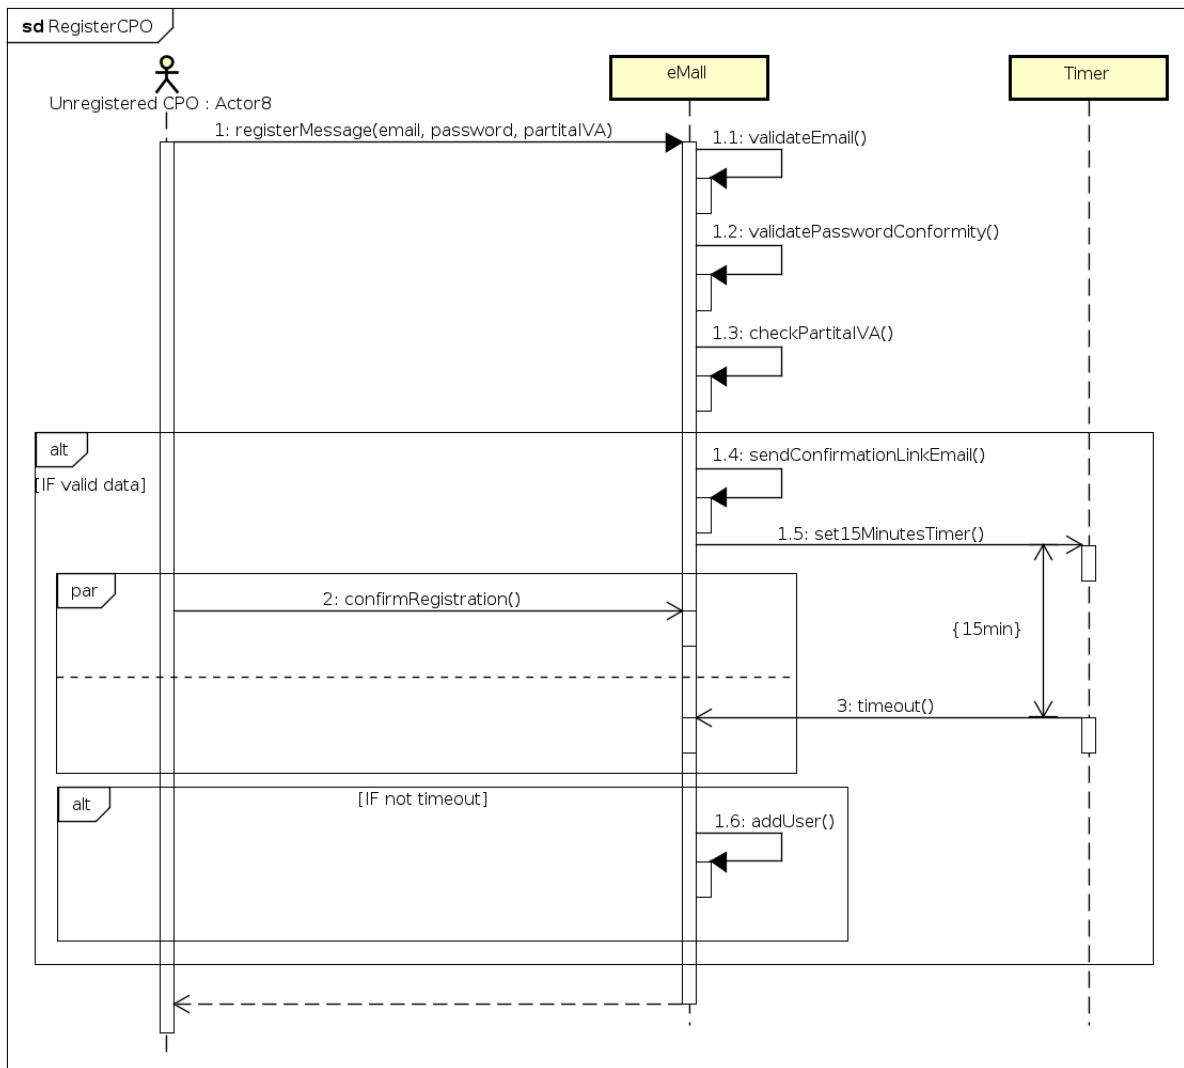 sd RegisterCPO
Unregistered CPO : Actor8
eMall
Timer
1: registerMessage(email, password, partitaIVA)
1.1: validateEmail()
1.2: validatePasswordConformity()
1.3: checkPartitaIVA()
alt
[IF valid data]
1.4: sendConfirmationLinkEmail()
1.5: set15MinutesTimer()
par
2: confirmRegistration()
{15min}
3: timeout()
alt
[IF not timeout]
1.6: addUser()